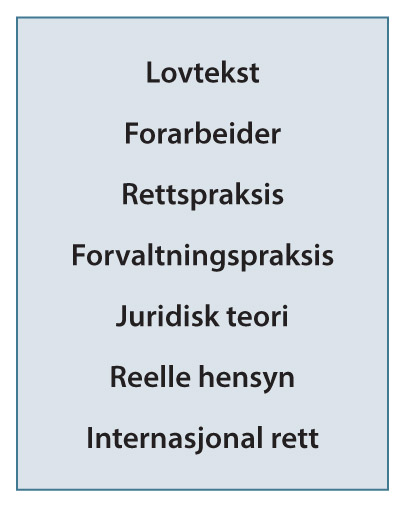 Lovtekst
Forarbeider
Rettspraksis
Forvaltningspraksis
Juridisk teori
Reelle hensyn
Internasjonal rett